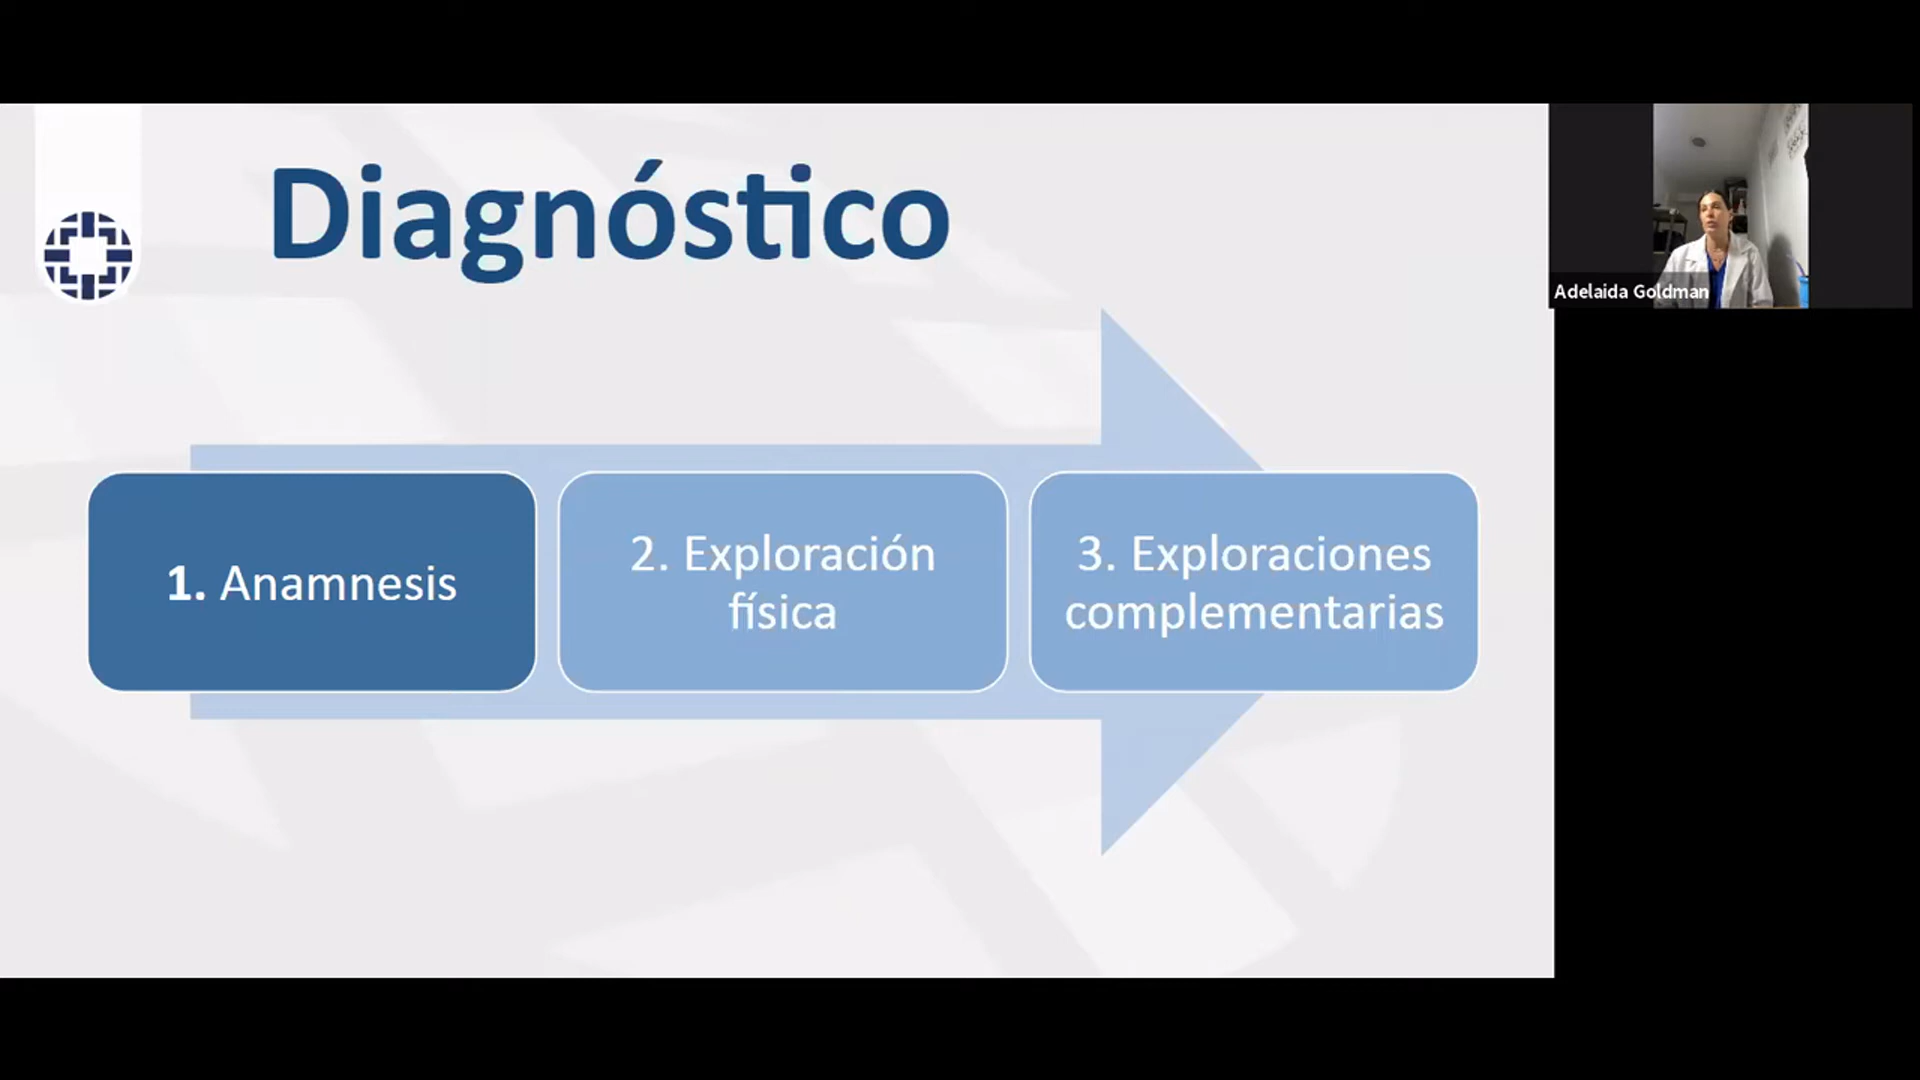 Diagnóstico
1. Anamnesis
2. Exploración
física
3. Exploraciones
complementarias
Adelaida Goldman